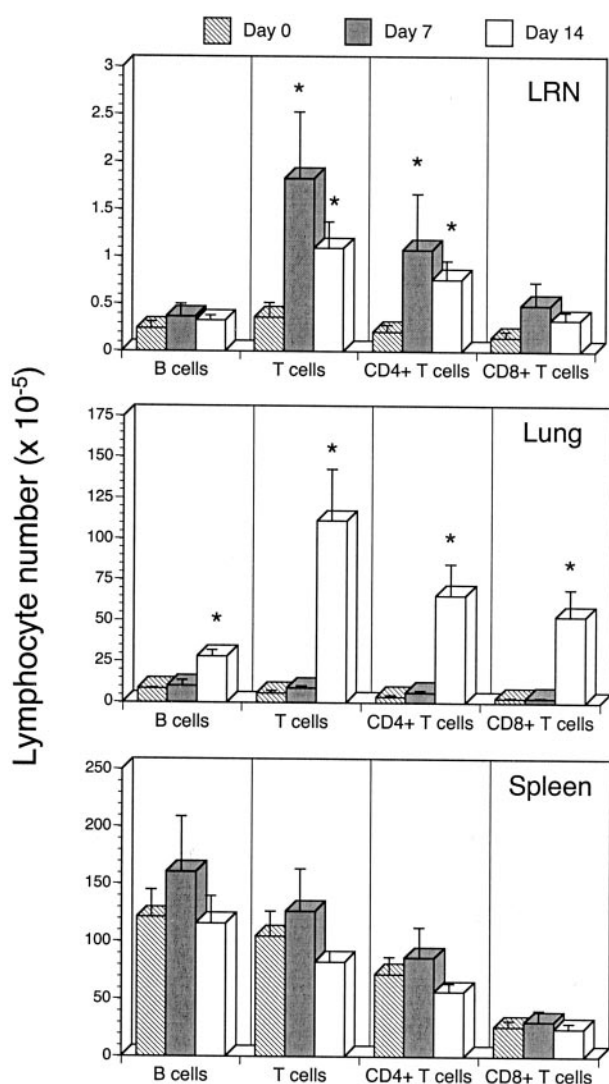 Day 0 Day 7 Day 14
LRN
3
2.5
2
1.5
1
0.5
0
* * * *
B cells T cells CD4+ T cells CD8+ T cells
Lymphocyte number (x 10-5)
Lung
175
150
125
100
75
50
25
0
* * * *
B cells T cells CD4+ T cells CD8+ T cells
Spleen
250
200
150
100
50
0
B cells T cells CD4+ T cells CD8+ T cells